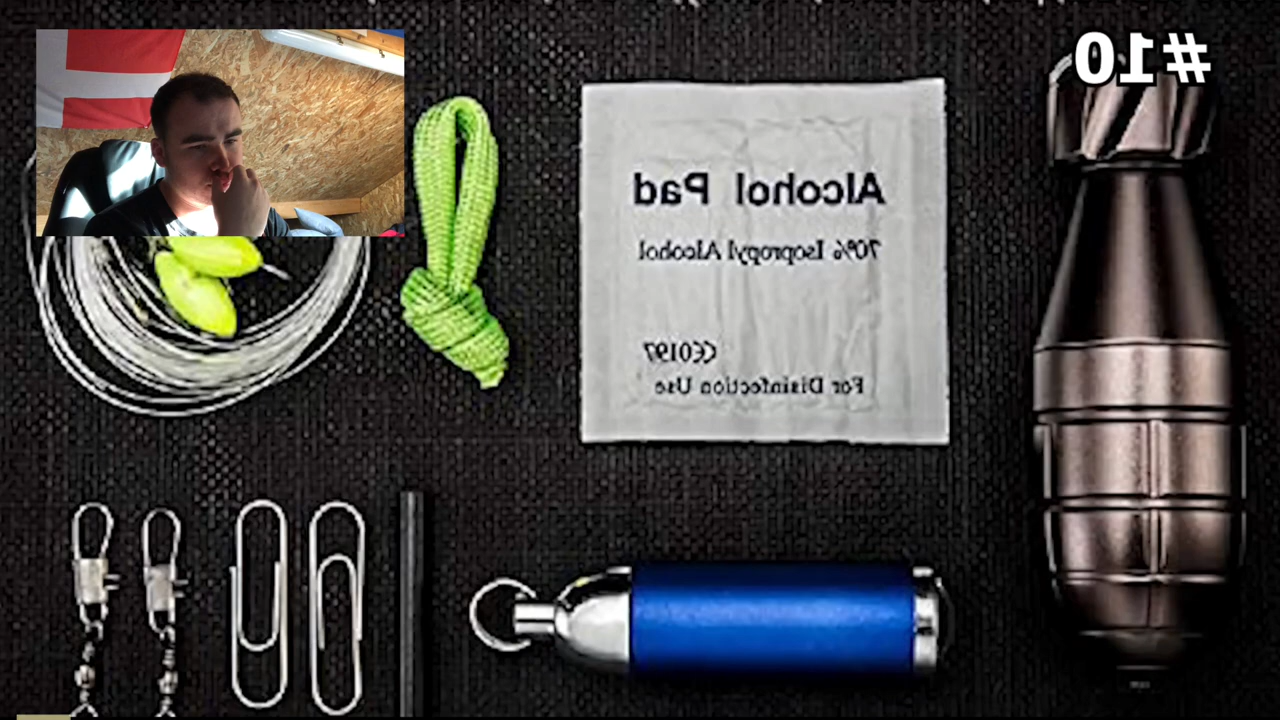 #10
Alcohol Pad
70% Isopropyl Alcohol
CE0197
For Disinfection Use